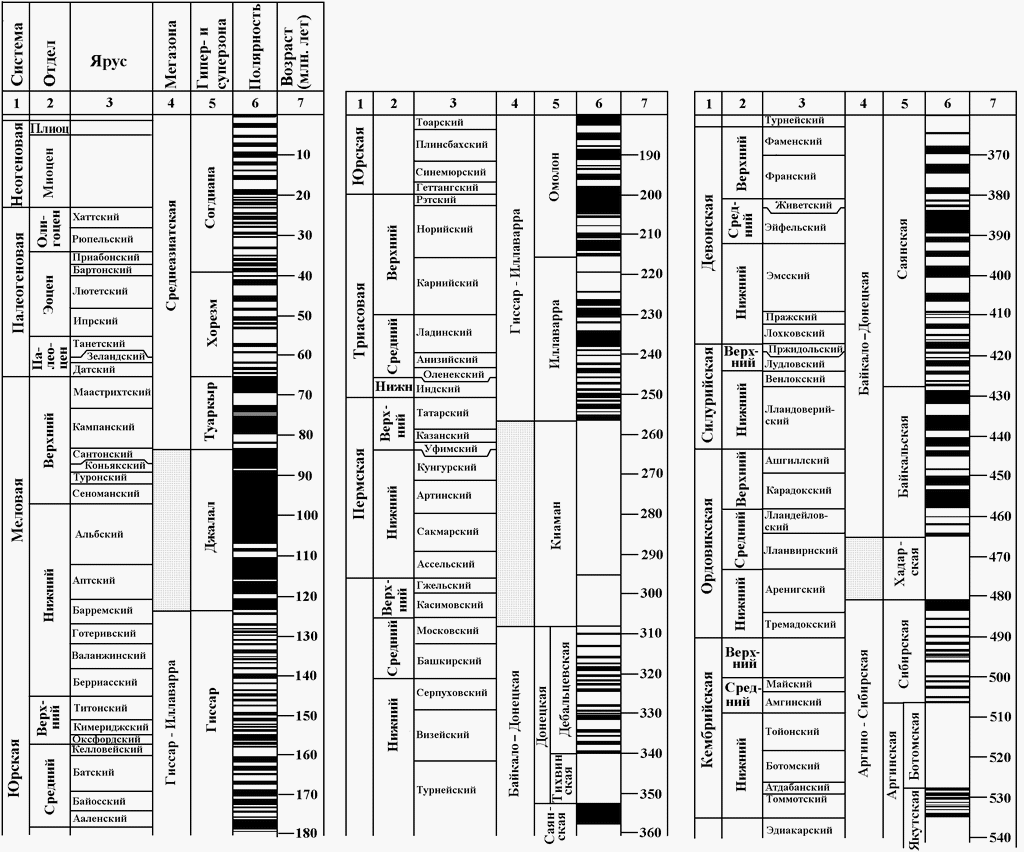 Система
Отдел
Ярус
Мегазона
Гипер- и
суперзона
Полярность
Возраст
(млн. лет)
1 2 3 4 5 6 7
Неогеновая
Палеогеновая
Меловая
Юрская
Плиоц
Миоцен
Оли-
гоцен
Эоцен
Па-
лео-
цен
Верхний
Нижний
Верх-
ний
Средний
Хаттский
Рюпельский
Приабонский
Бартонский
Лютетский
Ипрский
Танетский
Зеландский
Датский
Маастрихтский
Кампанский
Сантонский
Коньякский
Туронский
Сеноманский
Альбский
Аптский
Барремский
Готеривский
Валанжинский
Берриасский
Титонский
Кимериджский
Оксфордский
Келловейский
Батский
Байосский
Ааленский
Среднеазиатская
Гиссар - Иллаварра
Согдиана
Хорезм
Туаркыр
Джалал
Гиссар
10
20
30
40
50
60
70
80
90
100
110
120
130
140
150
160
170
180
1 2 3 4 5 6 7
Юрская
Триасовая
Пермская
Верхний
Средний
Нижн
Верх-
ний
Нижний
Верх-
ний
Средний
Нижний
Тоарский
Плинсбахский
Синемюрский
Геттангский
Рэтский
Норийский
Карнийский
Ладинский
Анизийский
Оленекский
Индский
Татарский
Казанский
Уфимский
Кунгурский
Артинский
Сакмарский
Ассельский
Гжельский
Касимовский
Московский
Башкирский
Серпуховский
Визейский
Турнейский
Гиссар - Иллаварра
Байкало – Донецкая
Омолон
Иллаварра
Киаман
Донецкая
Дебальцевская
Тихвин
ская
Саян-
ская
190
200
210
220
230
240
250
260
270
280
290
300
310
320
330
340
350
360
1 2 3 4 5 6 7
Девонская
Силурийская
Ордовикская
Кембрийская
Верхний
Сред-
ний
Нижний
Верх-
ний
Нижний
Верхний
Средний
Нижний
Верх-
ний
Сред-
ний
Нижний
Турнейский
Фаменский
Франский
Живетский
Эйфельский
Эмсский
Пражский
Лохковский
Пржидольский
Лудловский
Венлокский
Лландоверий-
ский
Ашгиллский
Карадокский
Лландейлов-
ский
Лланвирнский
Аренигский
Тремадокский
Майский
Амгинский
Тойонский
Ботомский
Атдабанский
Томмотский
Эдиакарский
Байкало–Донецкая
Аргино - Сибирская
Саянская
Байкальская
Хадар-
ская
Сибирская
Аргинская
Ботомская
Якутская
370
380
390
400
410
420
430
440
450
460
470
480
490
500
510
520
530
540